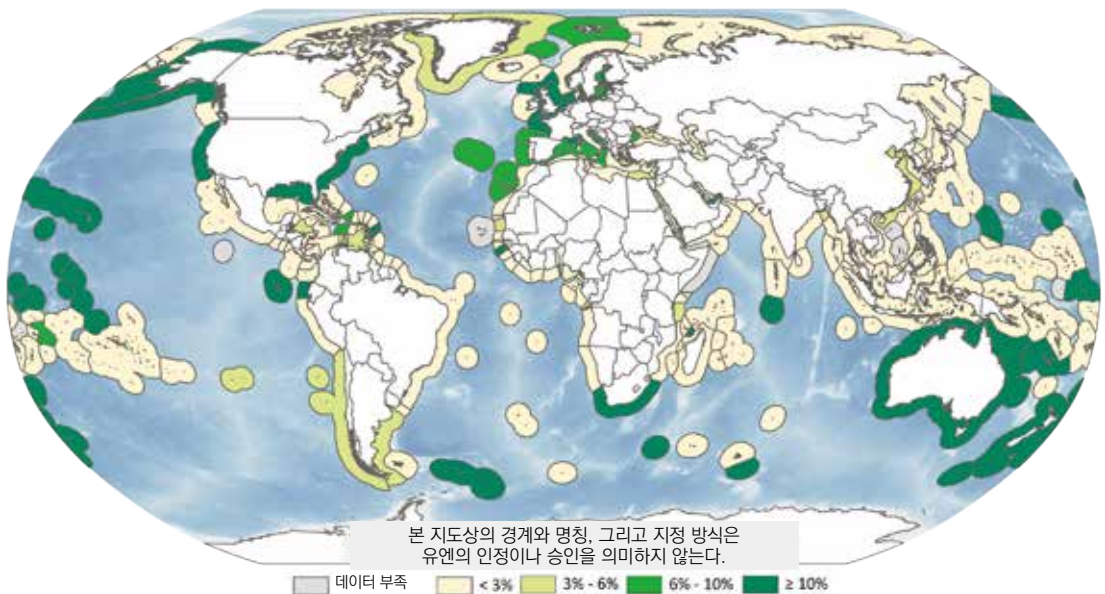 본 지도상의 경계와 명칭, 그리고 지정 방식은
유엔의 인정이나 승인을 의미하지 않는다.
데이터 부족 < 3% 3% - 6% 6% - 10% ≥ 10%